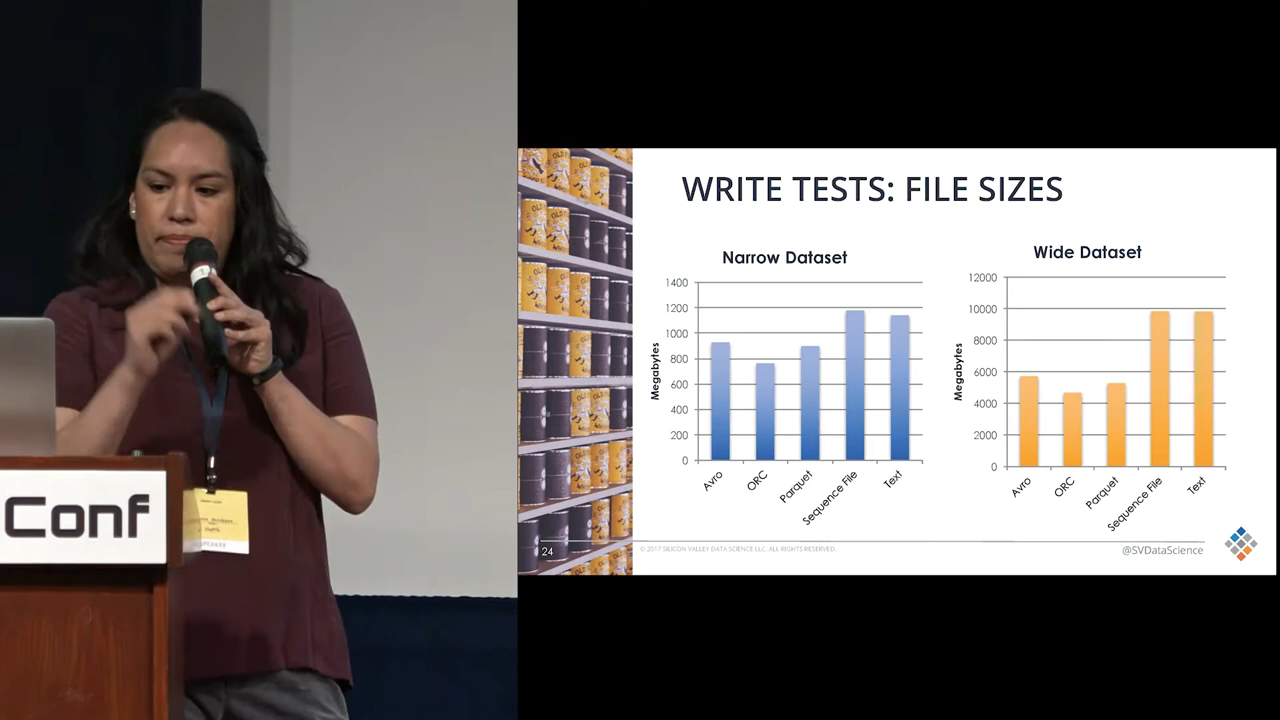 Conf
1
WRITE TESTS: FILE SIZES
Narrow Dataset
Megabytes
1400
1200
1000
800
600
400
200
0
Avro
ORC
Parquet
Sequence File
Text
Wide Dataset
Megabytes
12000
10000
8000
6000
4000
2000
0
Avro
ORC
Parquet
Sequence File
Text
24
© 2017 SILICON VALLEY DATA SCIENCE LLC. ALL RIGHTS RESERVED.
@SVDataScience